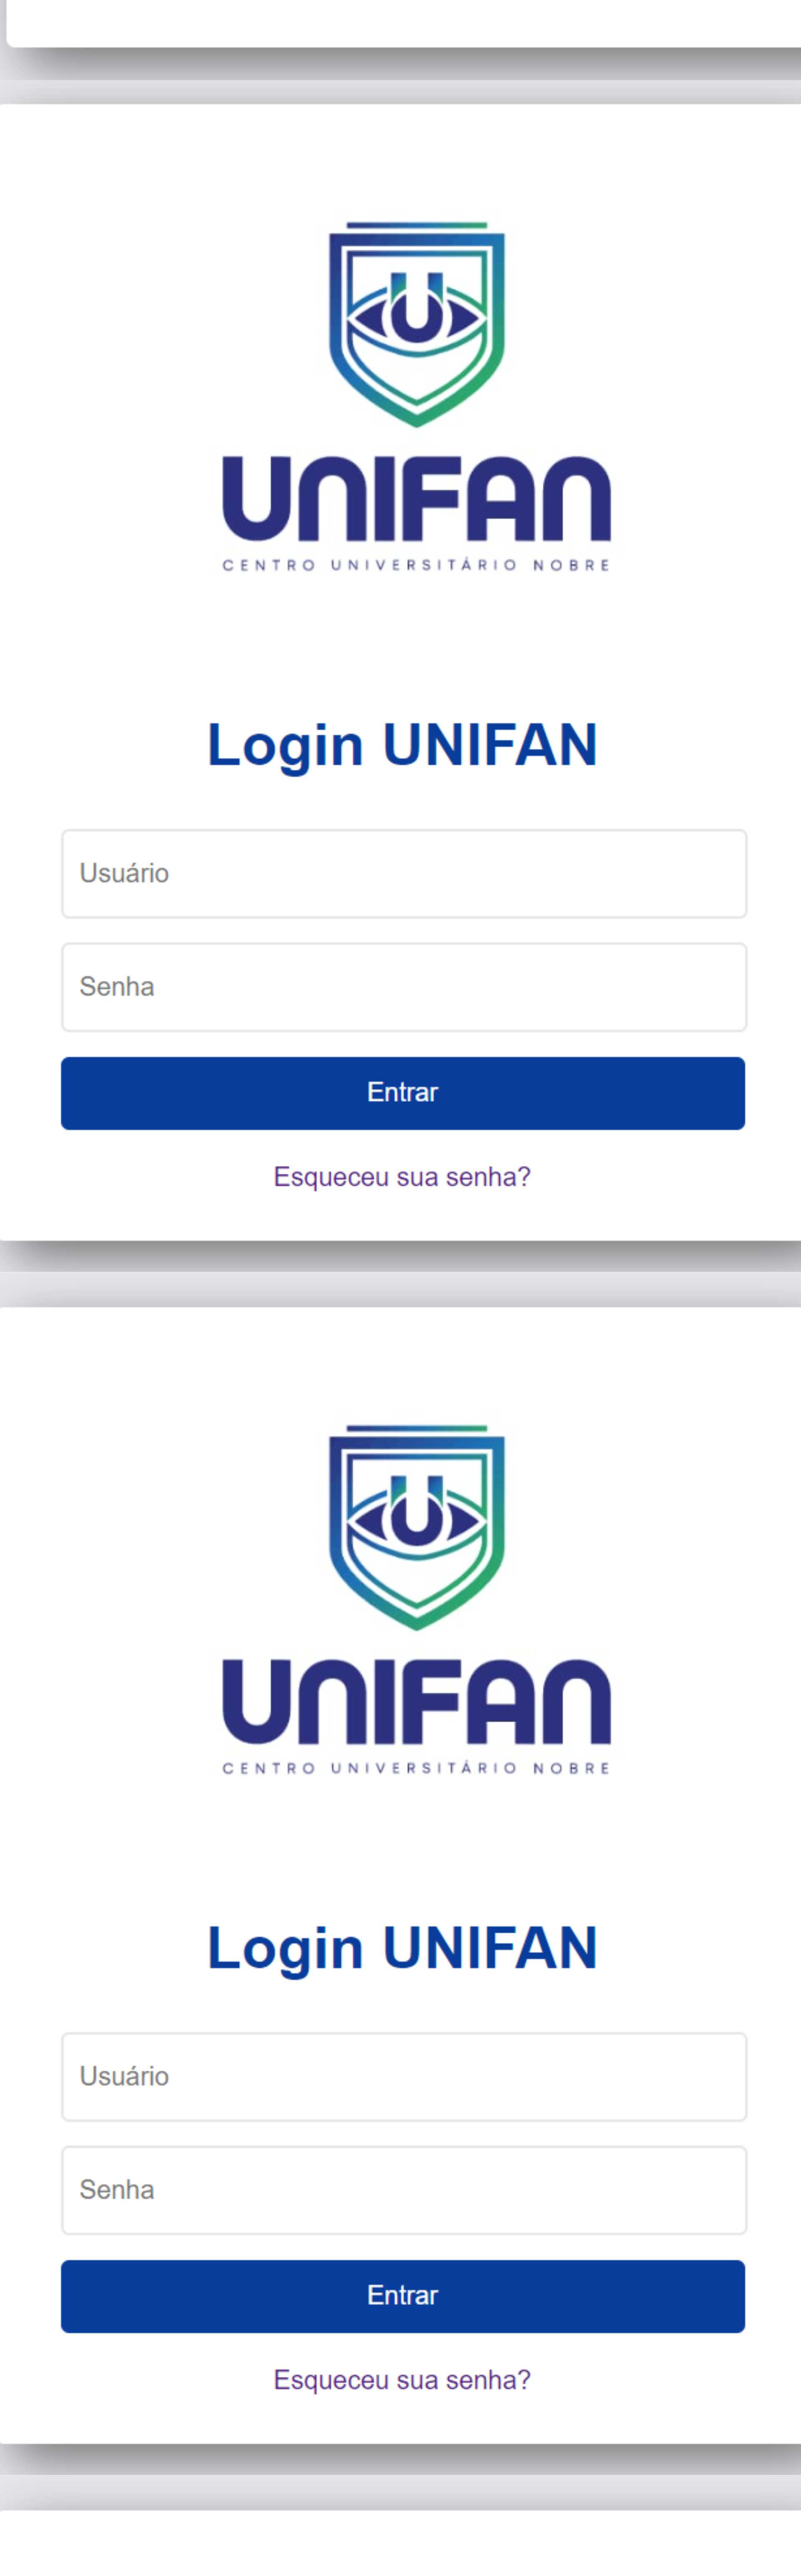 UNIFAN
CENTRO UNIVERSITÁRIO NOBRE
Login UNIFAN
Usuário
Senha
Entrar
Esqueceu sua senha?
UNIFAN
CENTRO UNIVERSITÁRIO NOBRE
Login UNIFAN
Usuário
Senha
Entrar
Esqueceu sua senha?